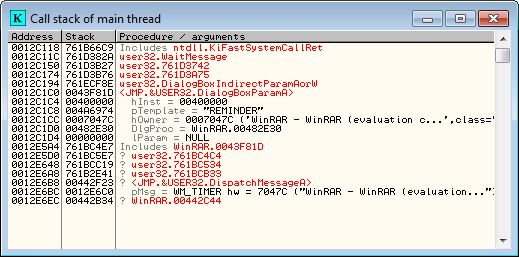 K Call stack of main thread
Address Stack Procedure / arguments
0012C118 761B66C9 Includes ntdll.KiFastSystemCallRet
0012C11C 761D382A user32.WaitMessage
0012C150 761D3742 user32.761D3742
0012C174 761D3B76 user32.761D3A75
0012C194 761ECF8E user32.DialogBoxIndirectParamAorW
0012C1C0 0043F81D <JMP.&USER32.DialogBoxParamA>
0012C1C4 00400000 hInst = 00400000
0012C1C8 004A6974 pTemplate = "REMINDER"
0012C1CC 0007047C hOwner = 0007047C ('WinRAR - WinRAR (evaluation c...',class="
0012C1D0 00482E30 DlgProc = WinRAR.00482E30
0012C1D4 00000000 lParam = NULL
0012E5A4 761BC4E7 Includes WinRAR.0043F81D
0012E5D0 761BC5E7 ? user32.761BC4C4
0012E648 761BCC19 ? user32.761BC534
0012E6A8 761B2E41 ? user32.761BCB33
0012E6B8 00442F23 ? <JMP.&USER32.DispatchMessageA>
0012E6BC 0012E6C0 pMsg = WM_TIMER hw = 7047C ("WinRAR - WinRAR (evaluation...")
0012E6EC 00442B34 ? WinRAR.00442C44